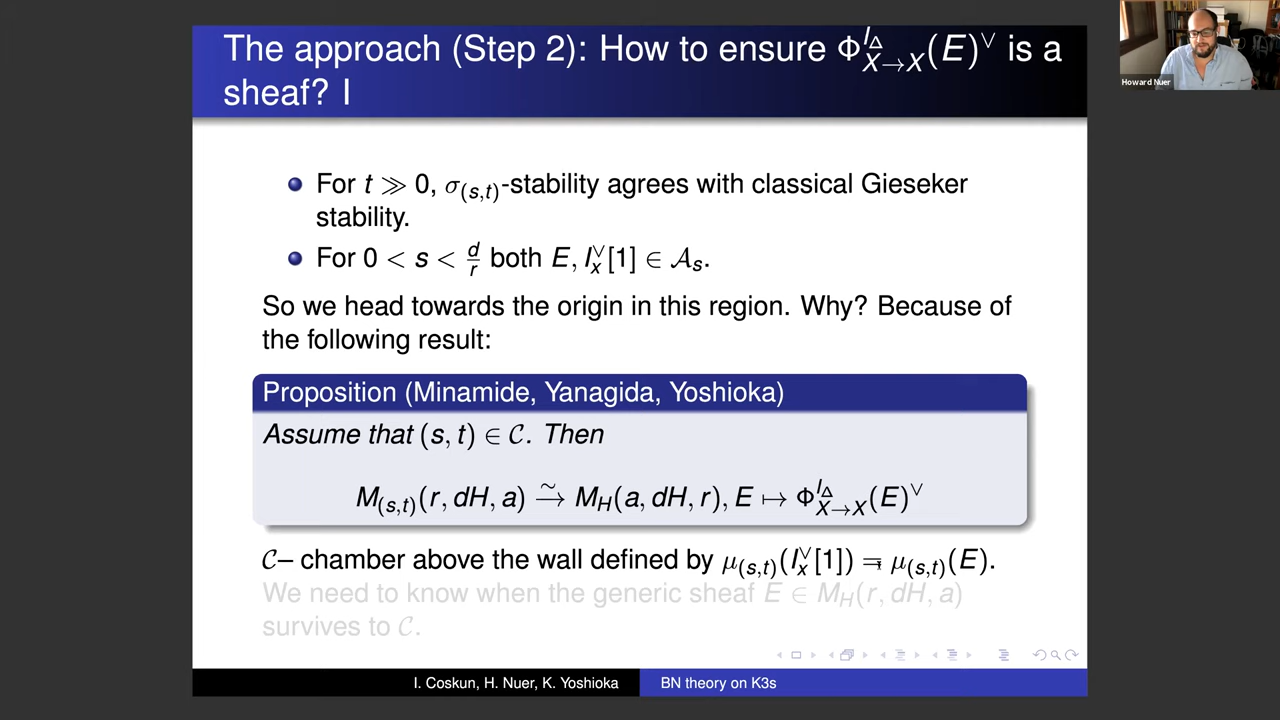 The approach (Step 2): How to ensure Φ^{I_Δ}_{X→X}(E)^∨ is a
sheaf? I
Howard Nuer
For t ≫ 0, σ_{(s,t)}-stability agrees with classical Gieseker
stability.
For 0 < s < d/r both E, I_x^∨[1] ∈ 𝒜_s.
So we head towards the origin in this region. Why? Because of
the following result:
Proposition (Minamide, Yanagida, Yoshioka)
Assume that (s, t) ∈ 𝒞. Then
M_{(s,t)}(r, dH, a) →^∼ M_H(a, dH, r), E ↦ Φ^{I_Δ}_{X→X}(E)^∨
𝒞– chamber above the wall defined by μ_{(s,t)}(I_x^∨[1]) = μ_{(s,t)}(E).
We need to know when the generic sheaf E ∈ M_H(r, dH, a)
survives to 𝒞.
I. Coskun, H. Nuer, K. Yoshioka
BN theory on K3s